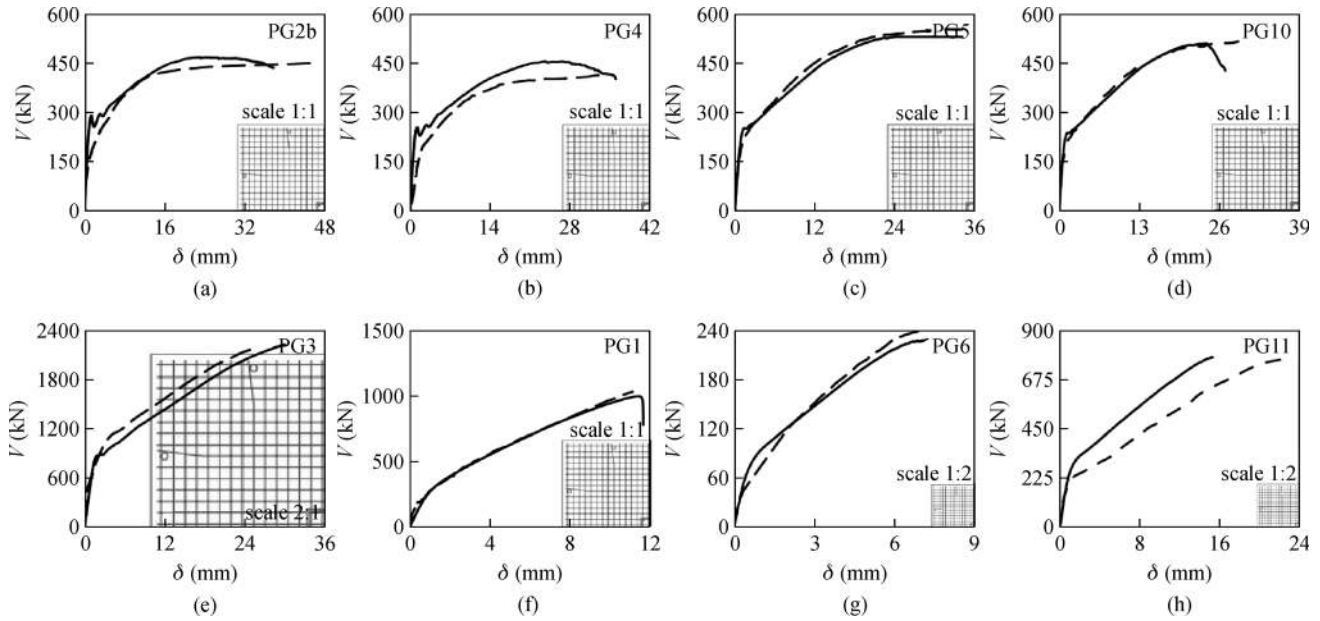 600
450
300
150
0
V (kN)
PG2b
scale 1:1
0 16 32 48
δ (mm)
(a)
600
450
300
150
0
V (kN)
PG4
scale 1:1
0 14 28 42
δ (mm)
(b)
600
450
300
150
0
V (kN)
PG5
scale 1:1
0 12 24 36
δ (mm)
(c)
600
450
300
150
0
V (kN)
PG10
scale 1:1
0 13 26 39
δ (mm)
(d)
2400
1800
1200
600
0
V (kN)
PG3
scale 2:1
0 12 24 36
δ (mm)
(e)
1500
1000
500
0
V (kN)
PG1
scale 1:1
0 4 8 12
δ (mm)
(f)
240
180
120
60
0
V (kN)
PG6
scale 1:2
0 3 6 9
δ (mm)
(g)
900
675
450
225
0
V (kN)
PG11
scale 1:2
0 8 16 24
δ (mm)
(h)